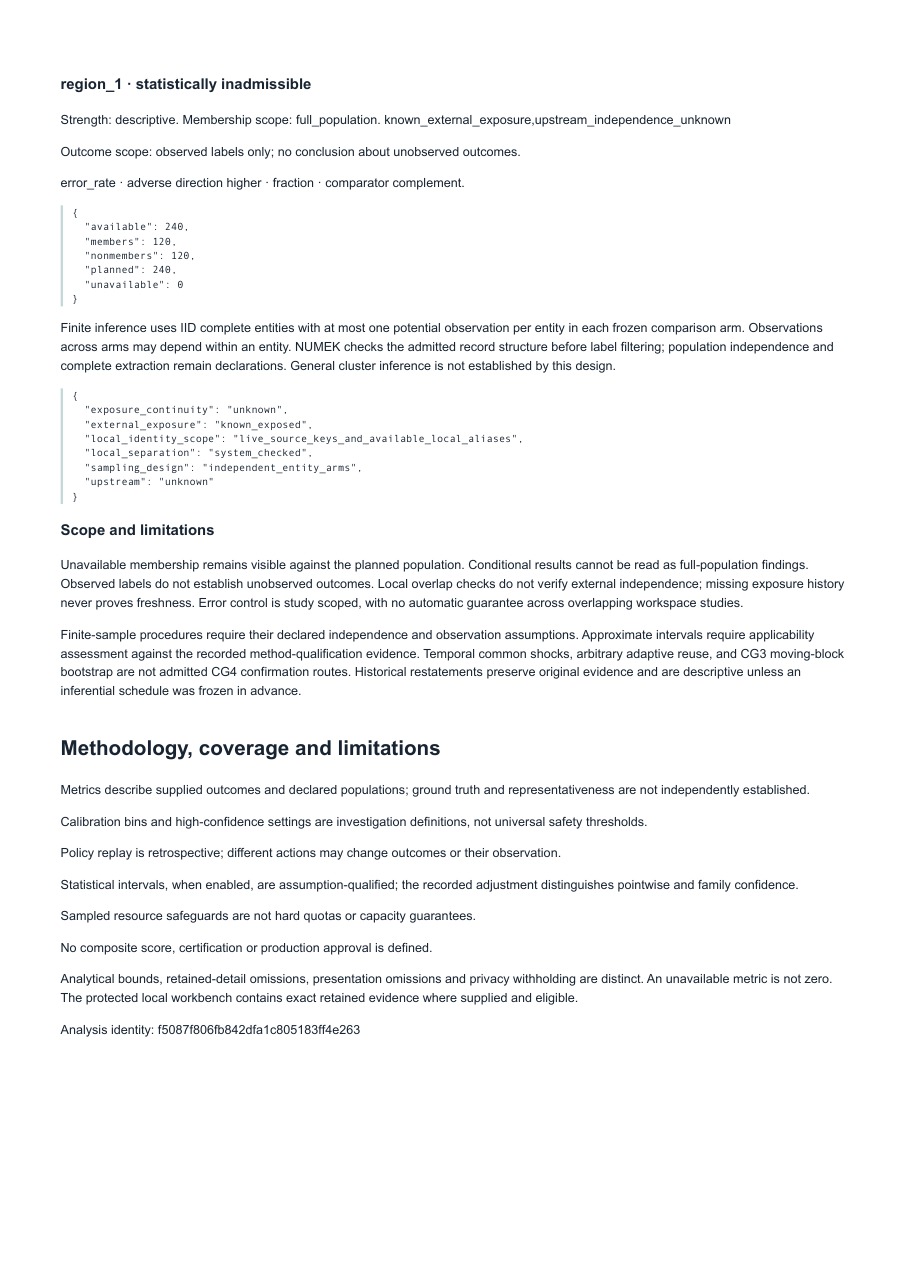 region_1 · statistically inadmissible
Strength: descriptive. Membership scope: full_population. known_external_exposure,upstream_independence_unknown
Outcome scope: observed labels only; no conclusion about unobserved outcomes.
error_rate · adverse direction higher · fraction · comparator complement.
{
  "available": 240,
  "members": 120,
  "nonmembers": 120,
  "planned": 240,
  "unavailable": 0
}
Finite inference uses IID complete entities with at most one potential observation per entity in each frozen comparison arm. Observations
across arms may depend within an entity. NUMEK checks the admitted record structure before label filtering; population independence and
complete extraction remain declarations. General cluster inference is not established by this design.
{
  "exposure_continuity": "unknown",
  "external_exposure": "known_exposed",
  "local_identity_scope": "live_source_keys_and_available_local_aliases",
  "local_separation": "system_checked",
  "sampling_design": "independent_entity_arms",
  "upstream": "unknown"
}
Scope and limitations
Unavailable membership remains visible against the planned population. Conditional results cannot be read as full-population findings.
Observed labels do not establish unobserved outcomes. Local overlap checks do not verify external independence; missing exposure history
never proves freshness. Error control is study scoped, with no automatic guarantee across overlapping workspace studies.
Finite-sample procedures require their declared independence and observation assumptions. Approximate intervals require applicability
assessment against the recorded method-qualification evidence. Temporal common shocks, arbitrary adaptive reuse, and CG3 moving-block
bootstrap are not admitted CG4 confirmation routes. Historical restatements preserve original evidence and are descriptive unless an
inferential schedule was frozen in advance.
Methodology, coverage and limitations
Metrics describe supplied outcomes and declared populations; ground truth and representativeness are not independently established.
Calibration bins and high-confidence settings are investigation definitions, not universal safety thresholds.
Policy replay is retrospective; different actions may change outcomes or their observation.
Statistical intervals, when enabled, are assumption-qualified; the recorded adjustment distinguishes pointwise and family confidence.
Sampled resource safeguards are not hard quotas or capacity guarantees.
No composite score, certification or production approval is defined.
Analytical bounds, retained-detail omissions, presentation omissions and privacy withholding are distinct. An unavailable metric is not zero.
The protected local workbench contains exact retained evidence where supplied and eligible.
Analysis identity: f5087f806fb842dfa1c805183ff4e263